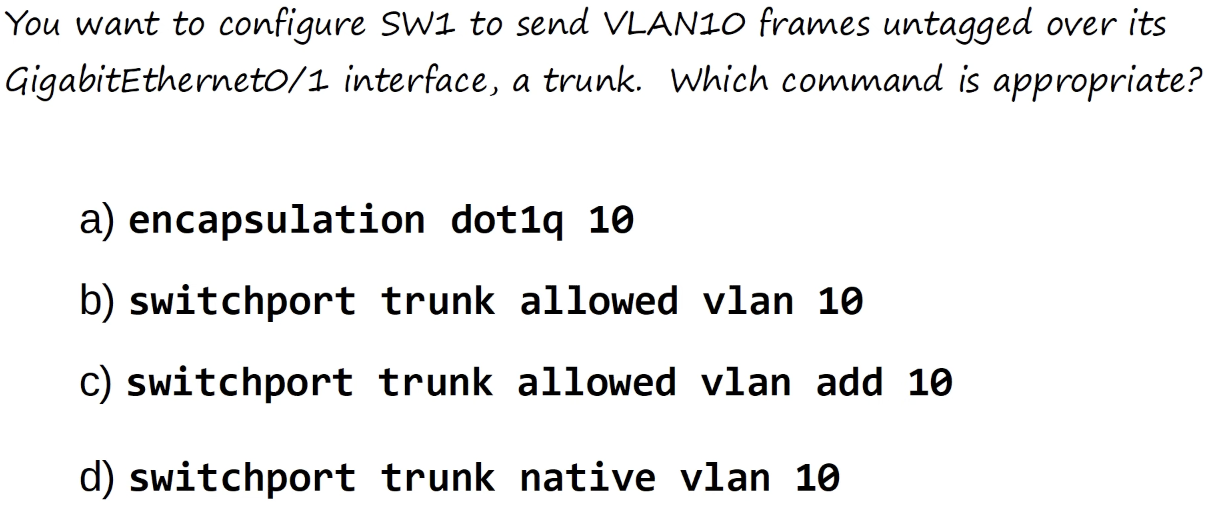 You want to configure SW1 to send VLAN10 frames untagged over its
GigabitEthernet0/1 interface, a trunk. Which command is appropriate?
a) encapsulation dot1q 10
b) switchport trunk allowed vlan 10
c) switchport trunk allowed vlan add 10
d) switchport trunk native vlan 10